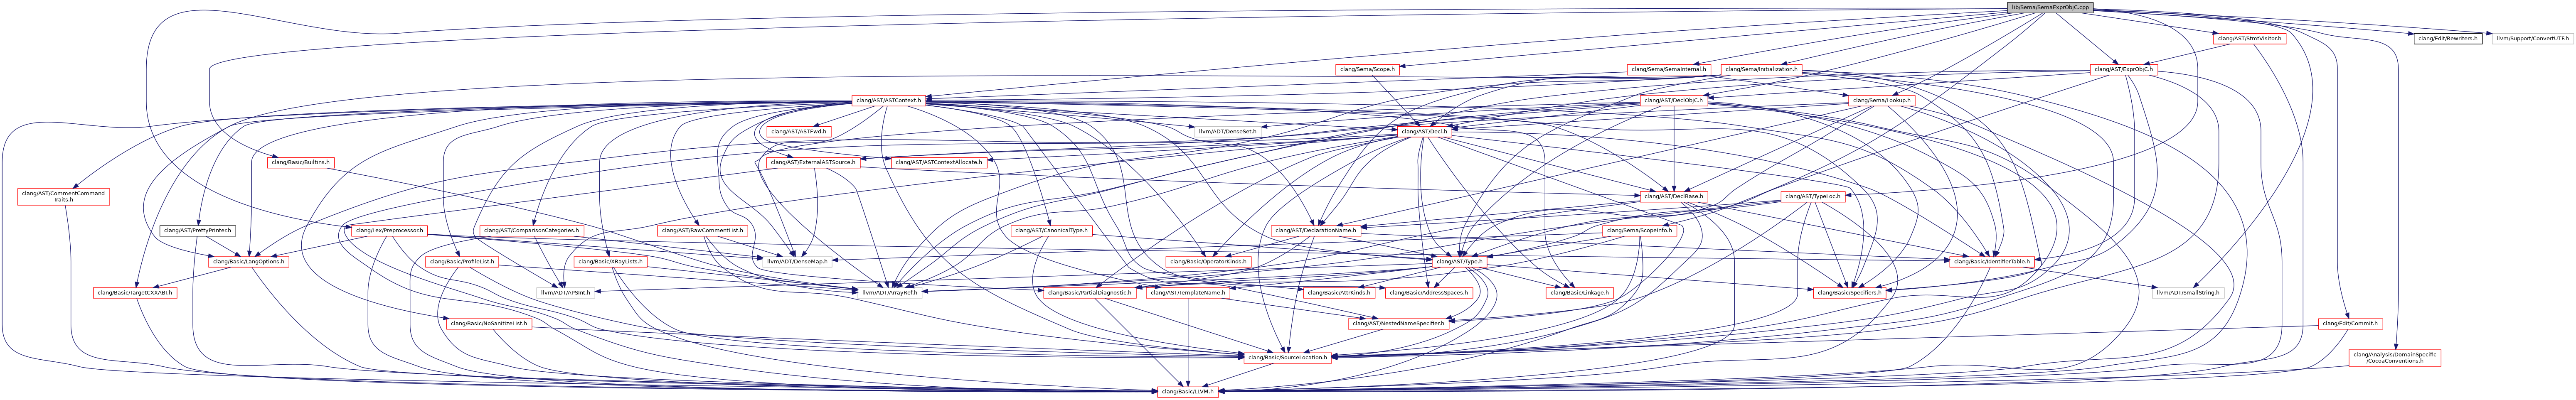 lib/Sema/SemaExprObjC.cpp
clang/AST/StmtVisitor.h
clang/Edit/Rewriters.h
llvm/Support/ConvertUTF.h
clang/Sema/Scope.h
clang/Sema/SemaInternal.h
clang/Sema/Initialization.h
clang/AST/ExprObjC.h
clang/AST/ASTContext.h
clang/AST/DeclObjC.h
clang/Sema/Lookup.h
clang/AST/ASTFwd.h
llvm/ADT/DenseSet.h
clang/AST/Decl.h
clang/Basic/Builtins.h
clang/AST/ExternalASTSource.h
clang/AST/ASTContextAllocate.h
clang/AST/CommentCommand
Traits.h
clang/AST/DeclBase.h
clang/AST/TypeLoc.h
clang/AST/PrettyPrinter.h
clang/Lex/Preprocessor.h
clang/AST/ComparisonCategories.h
clang/AST/RawCommentList.h
clang/AST/CanonicalType.h
clang/AST/DeclarationName.h
clang/Sema/ScopeInfo.h
clang/Basic/LangOptions.h
clang/Basic/ProfileList.h
clang/Basic/XRayLists.h
llvm/ADT/DenseMap.h
clang/Basic/OperatorKinds.h
clang/AST/Type.h
clang/Basic/IdentifierTable.h
clang/Basic/TargetCXXABI.h
llvm/ADT/APSInt.h
llvm/ADT/ArrayRef.h
clang/Basic/PartialDiagnostic.h
clang/AST/TemplateName.h
clang/Basic/AttrKinds.h
clang/Basic/AddressSpaces.h
clang/Basic/Linkage.h
clang/Basic/Specifiers.h
llvm/ADT/SmallString.h
clang/Basic/NoSanitizeList.h
clang/AST/NestedNameSpecifier.h
clang/Edit/Commit.h
clang/Basic/SourceLocation.h
clang/Analysis/DomainSpecific
/CocoaConventions.h
clang/Basic/LLVM.h